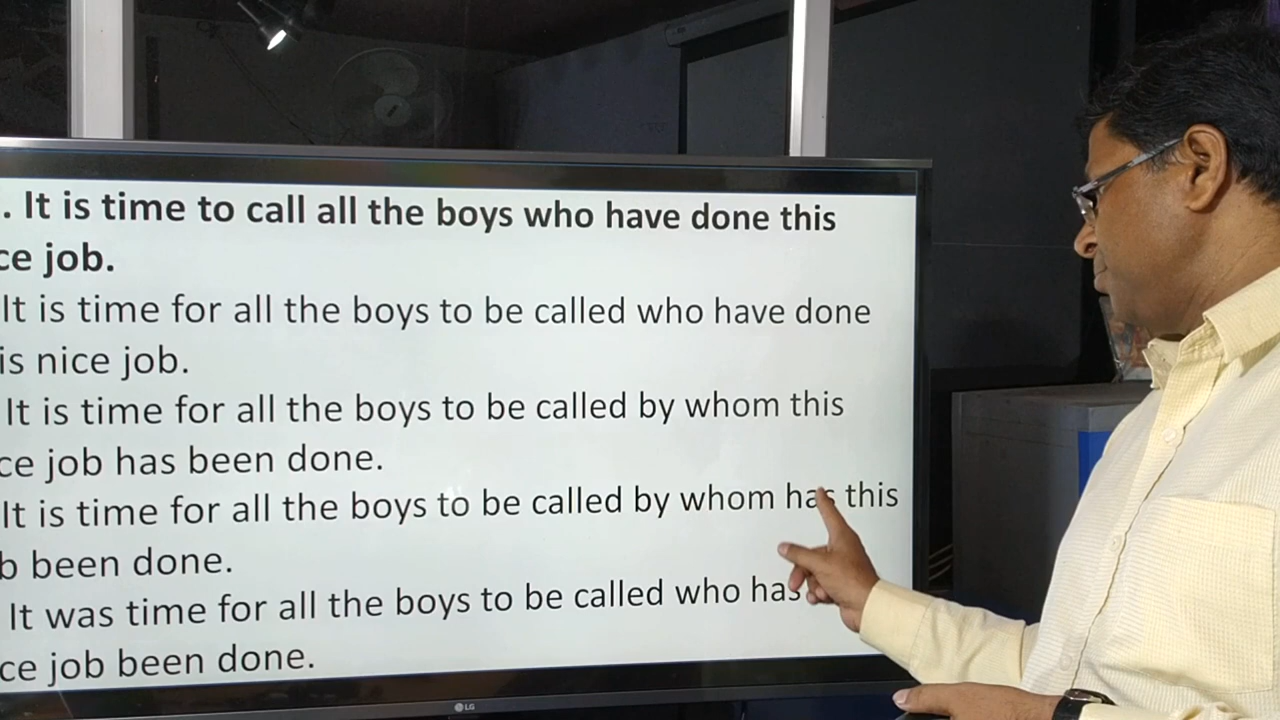 . It is time to call all the boys who have done this
ce job.
It is time for all the boys to be called who have done
is nice job.
It is time for all the boys to be called by whom this
ce job has been done.
It is time for all the boys to be called by whom has this
b been done.
It was time for all the boys to be called who has
ce job been done.
LG